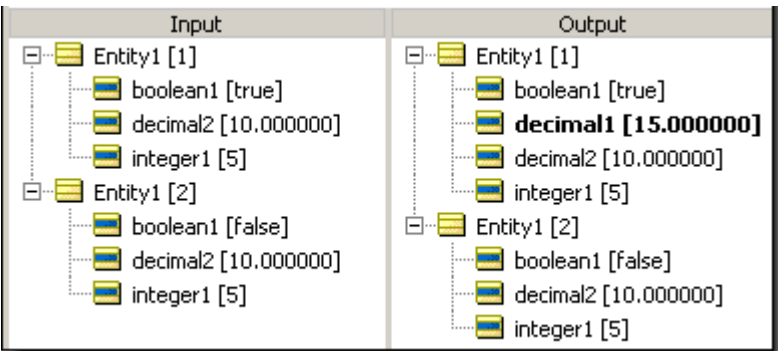 Input
Entity1 [1]
boolean1 [true]
decimal2 [10.000000]
integer1 [5]
Entity1 [2]
boolean1 [false]
decimal2 [10.000000]
integer1 [5]
Output
Entity1 [1]
boolean1 [true]
decimal1 [15.000000]
decimal2 [10.000000]
integer1 [5]
Entity1 [2]
boolean1 [false]
decimal2 [10.000000]
integer1 [5]